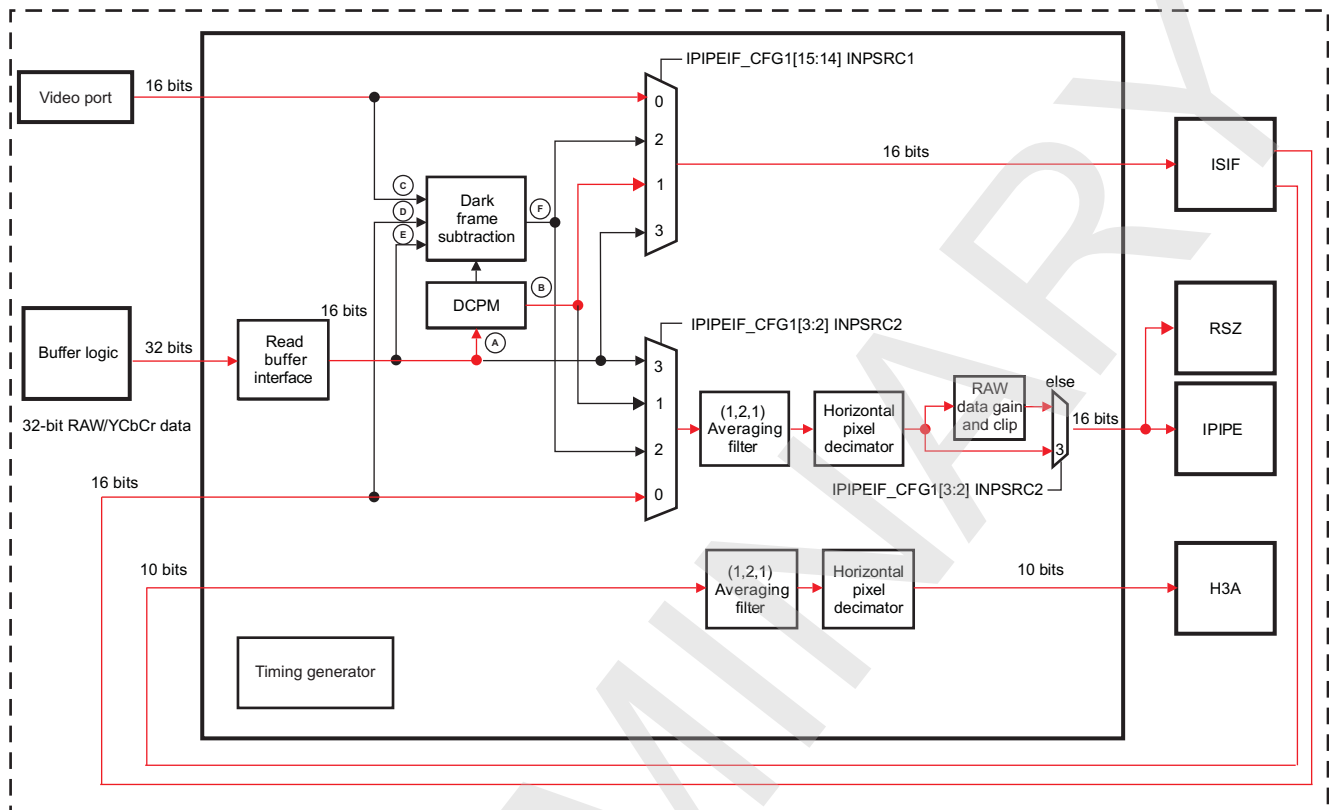 IPIPEIF_CFG1[15:14] INPSRC1
Video port
16 bits
0
2
1
3
16 bits
ISIF
C
D
E
Dark
frame
subtraction
F
DCPM
B
A
16 bits
Buffer logic
32 bits
Read
buffer
interface
32-bit RAW/YCbCr data
IPIPEIF_CFG1[3:2] INPSRC2
3
1
2
0
(1,2,1)
Averaging
filter
Horizontal
pixel
decimator
RAW
data gain
and clip
else
3
16 bits
IPIPEIF_CFG1[3:2] INPSRC2
RSZ
IPIPE
16 bits
10 bits
(1,2,1)
Averaging
filter
Horizontal
pixel
decimator
10 bits
H3A
Timing generator
MINARY